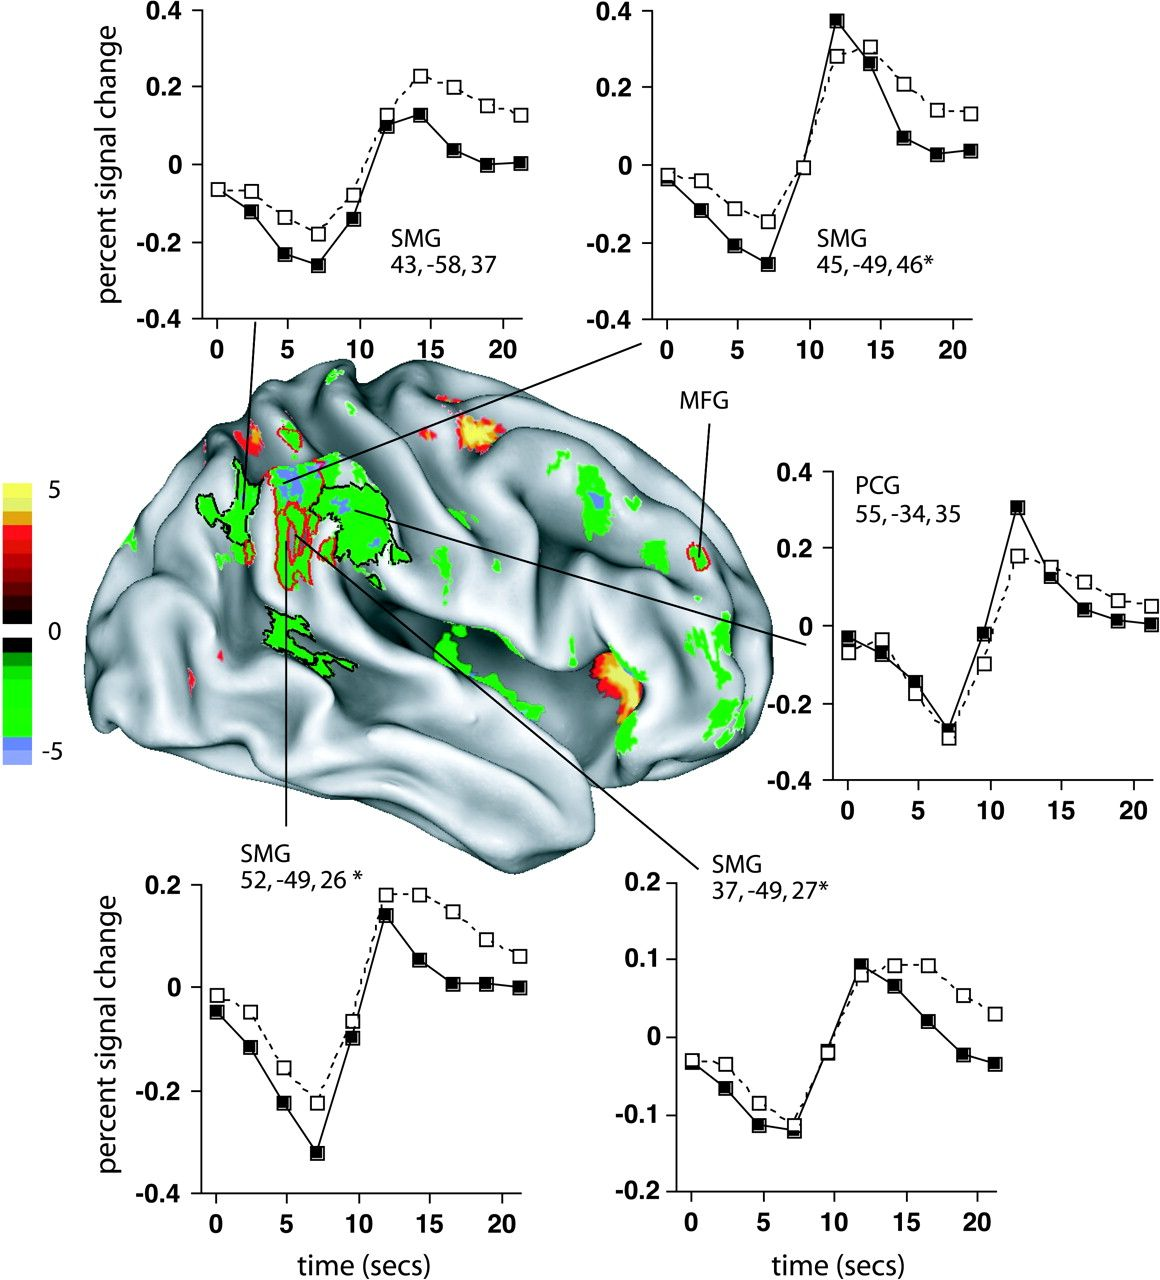 percent signal change
0.4
0.2
0
-0.2
-0.4
0 5 10 15 20
SMG
43, -58, 37
0.4
0.2
0
-0.2
-0.4
0 5 10 15 20
SMG
45, -49, 46*
MFG
5
0
-5
0.4
0.2
0
-0.2
-0.4
0 5 10 15 20
PCG
55, -34, 35
SMG
52, -49, 26 *
percent signal change
0.2
0
-0.2
-0.4
0 5 10 15 20
time (secs)
SMG
37, -49, 27*
0.2
0.1
0
-0.1
-0.2
0 5 10 15 20
time (secs)